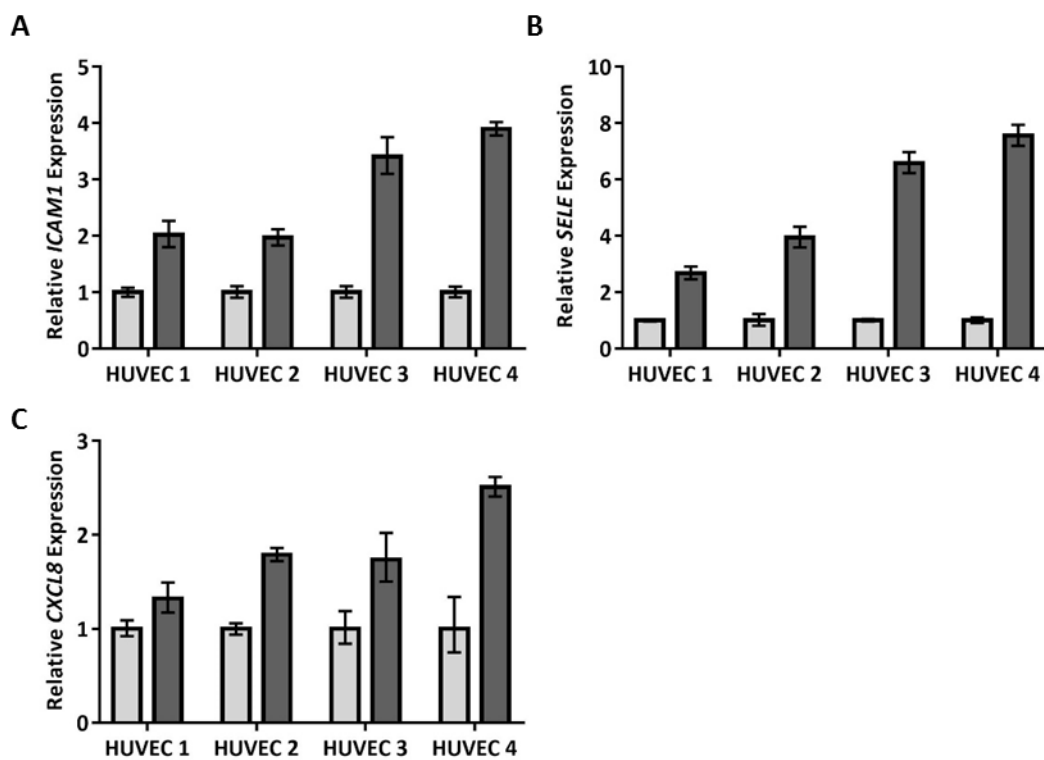 A
Relative ICAM1 Expression
5
4
3
2
1
0
HUVEC 1 HUVEC 2 HUVEC 3 HUVEC 4
B
Relative SELE Expression
10
8
6
4
2
0
HUVEC 1 HUVEC 2 HUVEC 3 HUVEC 4
C
Relative CXCL8 Expression
3
2
1
0
HUVEC 1 HUVEC 2 HUVEC 3 HUVEC 4